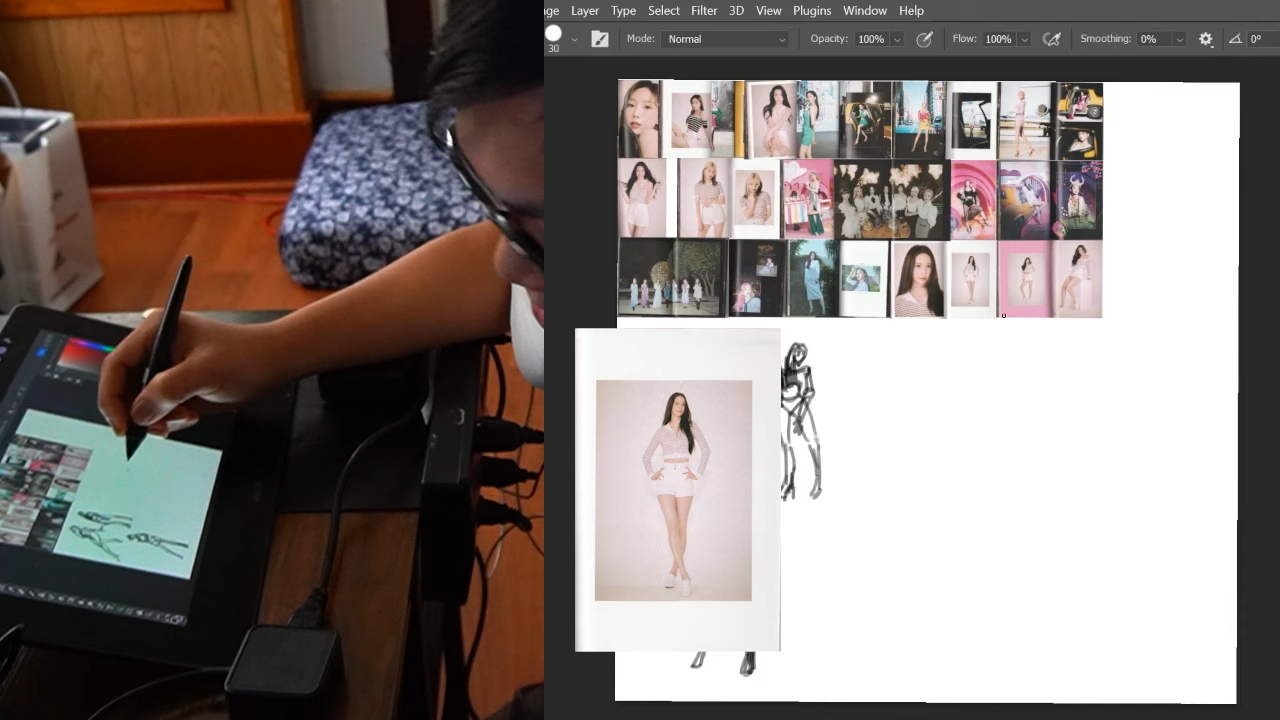 ge Layer Type Select Filter 3D View Plugins Window Help
30 Mode: Normal Opacity: 100% Flow: 100% Smoothing: 0% 0°